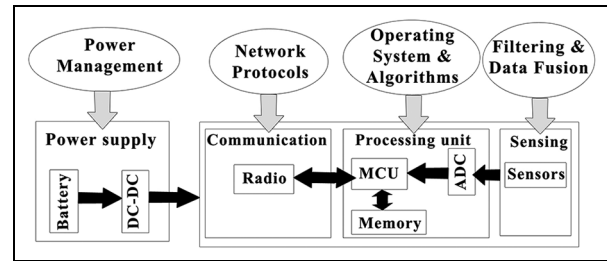 Power
Management
Network
Protocols
Operating
System &
Algorithms
Filtering &
Data Fusion
Power supply
Battery
DC-DC
Communication
Radio
Processing unit
MCU
ADC
Memory
Sensing
Sensors